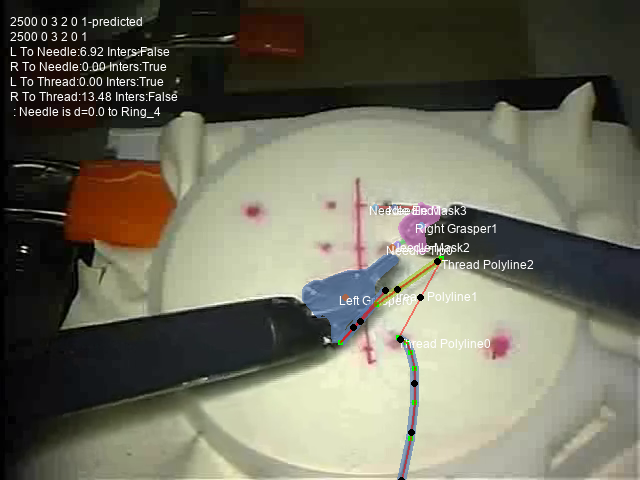 2500 0 3 2 0 1-predicted
2500 0 3 2 0 1
L To Needle:6.92 Inters:False
R To Needle:0.00 Inters:True
L To Thread:0.00 Inters:True
R To Thread:13.48 Inters:False
: Needle is d=0.0 to Ring_4
Right Grasper1
Thread Polyline2
Thread Polyline0